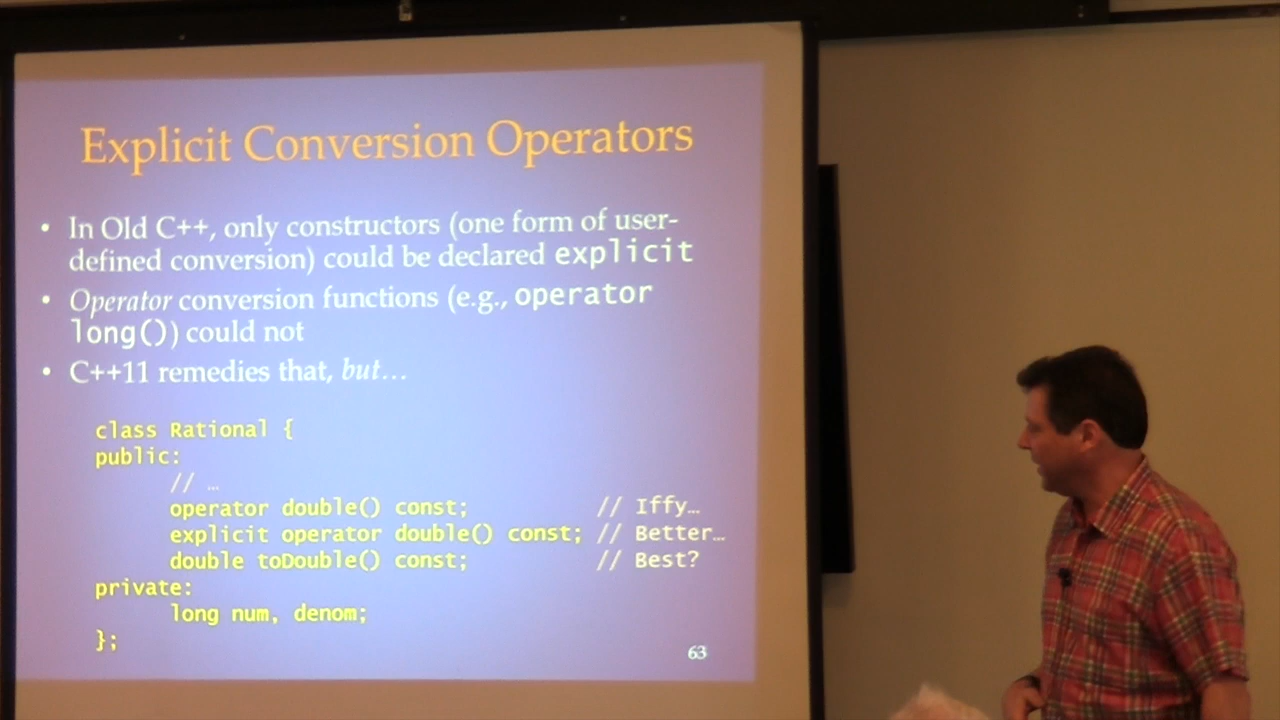 Explicit Conversion Operators
• In Old C++, only constructors (one form of user-
defined conversion) could be declared explicit
• Operator conversion functions (e.g., operator
long()) could not
• C++11 remedies that, but…
class Rational {
public:
// …
operator double() const; // Iffy…
explicit operator double() const; // Better…
double toDouble() const; // Best?
private:
long num, denom;
};
63